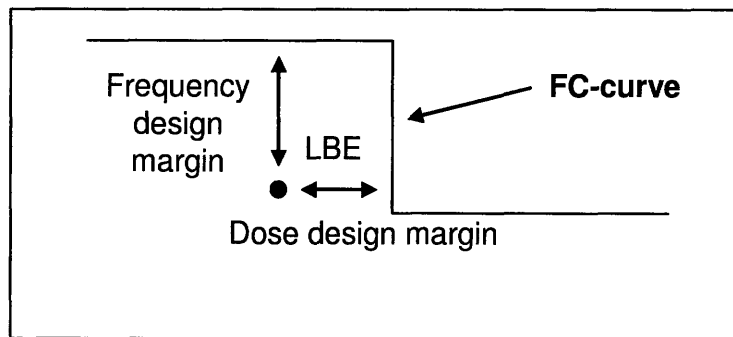 Frequency
design
margin
LBE
FC-curve
Dose design margin